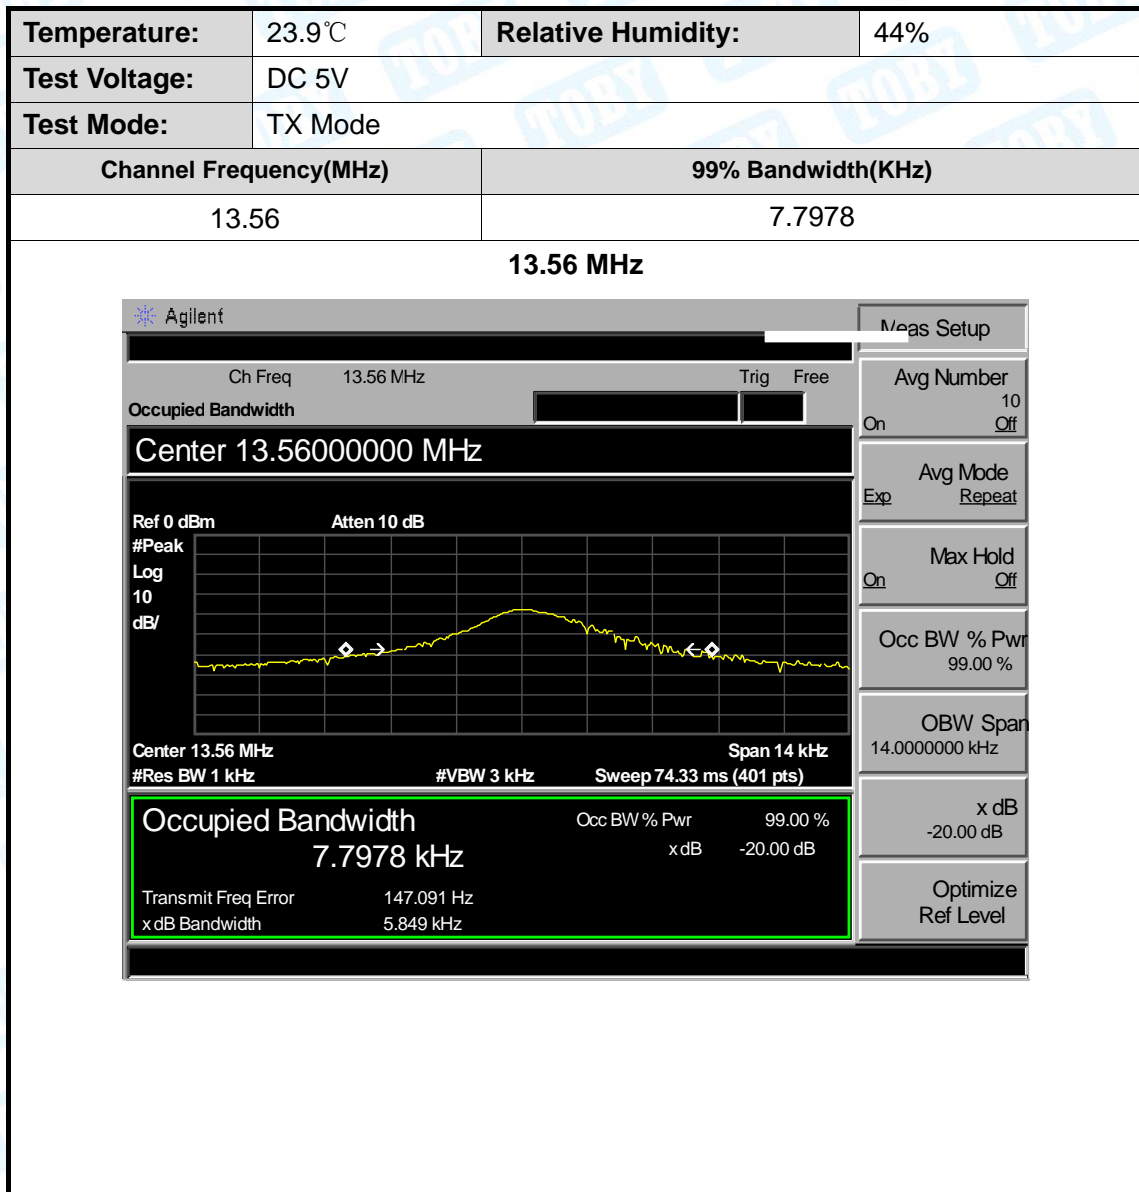 Temperature: 23.9℃ Relative Humidity: 44%
Test Voltage: DC 5V
Test Mode: TX Mode
Channel Frequency(MHz) 99% Bandwidth(KHz)
13.56 7.7978
13.56 MHz
Agilent
Meas Setup
Ch Freq 13.56 MHz Trig Free
Occupied Bandwidth
Center 13.56000000 MHz
Ref 0 dBm Atten 10 dB
#Peak
Log
10
dB/
Center 13.56 MHz Span 14 kHz
#Res BW 1 kHz #VBW 3 kHz Sweep 74.33 ms (401 pts)
Occupied Bandwidth Occ BW % Pwr 99.00 %
7.7978 kHz x dB -20.00 dB
Transmit Freq Error 147.091 Hz
x dB Bandwidth 5.849 kHz
Avg Number
10
On Off
Avg Mode
Exp Repeat
Max Hold
On Off
Occ BW % Pwr
99.00 %
OBW Span
14.0000000 kHz
x dB
-20.00 dB
Optimize
Ref Level
TOBY
TOBY
TOBY